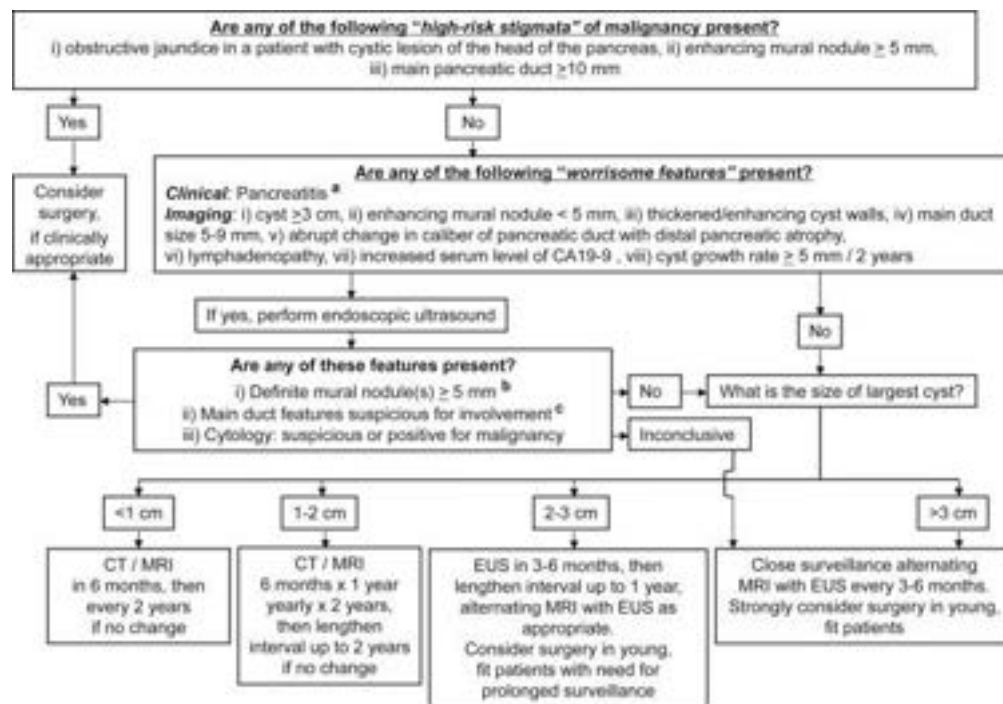 Are any of the following "high-risk stigmata" of malignancy present?
i) obstructive jaundice in a patient with cystic lesion of the head of the pancreas, ii) enhancing mural nodule ≥ 5 mm,
iii) main pancreatic duct ≥10 mm
Yes
No
Consider
surgery,
if clinically
appropriate
Are any of the following "worrisome features" present?
Clinical: Pancreatitis a
Imaging: i) cyst ≥3 cm, ii) enhancing mural nodule < 5 mm, iii) thickened/enhancing cyst walls, iv) main duct
size 5-9 mm, v) abrupt change in caliber of pancreatic duct with distal pancreatic atrophy,
vi) lymphadenopathy, vii) increased serum level of CA19-9 , viii) cyst growth rate ≥ 5 mm / 2 years
If yes, perform endoscopic ultrasound
No
Are any of these features present?
i) Definite mural nodule(s) ≥ 5 mm b
ii) Main duct features suspicious for involvement c
iii) Cytology: suspicious or positive for malignancy
Yes
No
What is the size of largest cyst?
Inconclusive
<1 cm
1-2 cm
2-3 cm
>3 cm
CT / MRI
in 6 months, then
every 2 years
if no change
CT / MRI
6 months x 1 year
yearly x 2 years,
then lengthen
interval up to 2 years
if no change
EUS in 3-6 months, then
lengthen interval up to 1 year,
alternating MRI with EUS as
appropriate.
Consider surgery in young,
fit patients with need for
prolonged surveillance
Close surveillance alternating
MRI with EUS every 3-6 months.
Strongly consider surgery in young,
fit patients